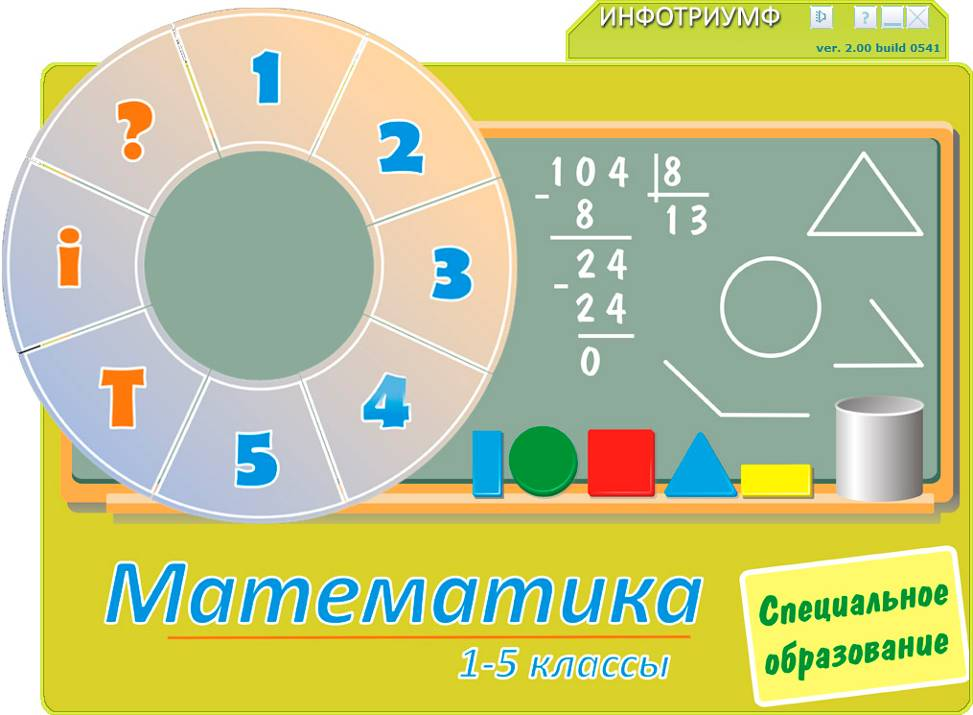 ИНФОТРИУМФ
?
ver. 2.00 build 0541
1
2
3
4
5
Т
i
?
104 8
8 13
24
24
0
Математика
1-5 классы
Специальное
образование